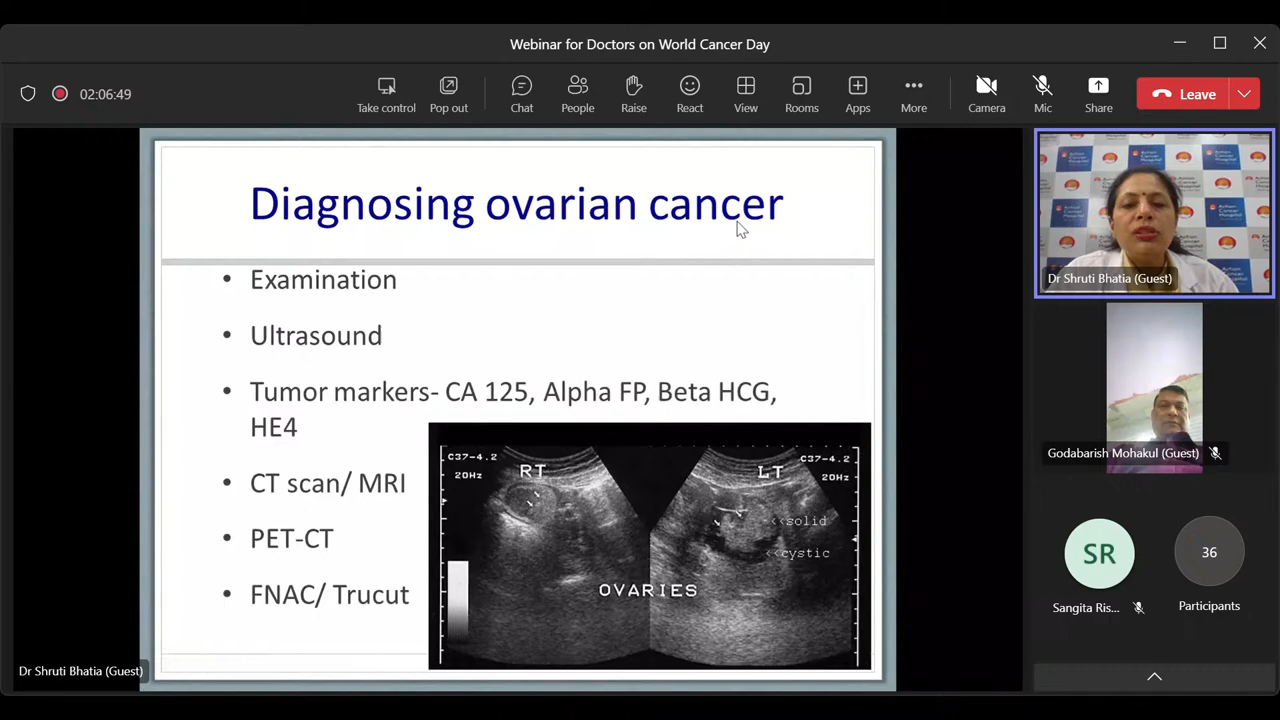 Webinar for Doctors on World Cancer Day
02:06:49
Take control
Pop out
Chat
People
Raise
React
View
Rooms
Apps
More
Camera
Mic
Share
Leave
Diagnosing ovarian cancer
• Examination
• Ultrasound
• Tumor markers- CA 125, Alpha FP, Beta HCG,
HE4
• CT scan/ MRI
• PET-CT
• FNAC/ Trucut
C37-4.2
20Hz
RT
LT
C37-4.2
20Hz
<<solid
<<cystic
OVARIES
Dr Shruti Bhatia (Guest)
Action
Cancer
Hospital
Dr Shruti Bhatia (Guest)
Godabarish Mohakul (Guest)
SR
Sangita Ris...
36
Participants